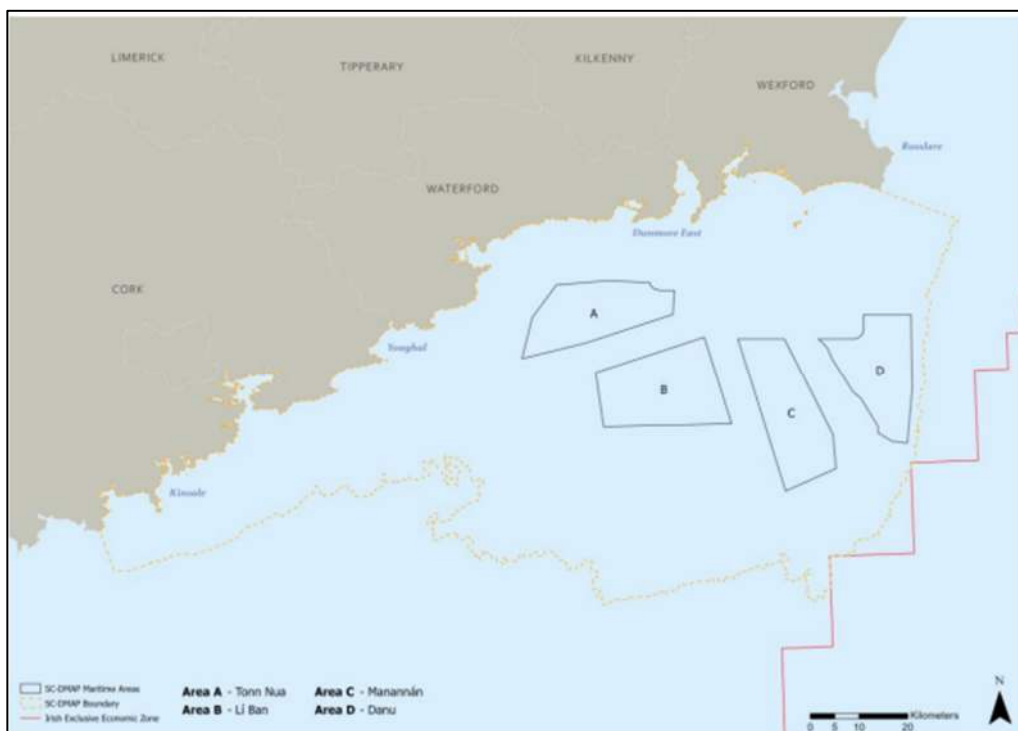 LIMERICK
TIPPERARY
KILKENNY
WEXFORD
Rosslare
WATERFORD
Dunmore East
CORK
A
Youghal
B
C
D
Kinsale
SC-DMAP Maritime Areas
SC-DMAP Boundary
Irish Exclusive Economic Zone
Area A - Tonn Nua
Area B - Lí Ban
Area C - Manannán
Area D - Danu
N
Kilometers
0 5 10 20